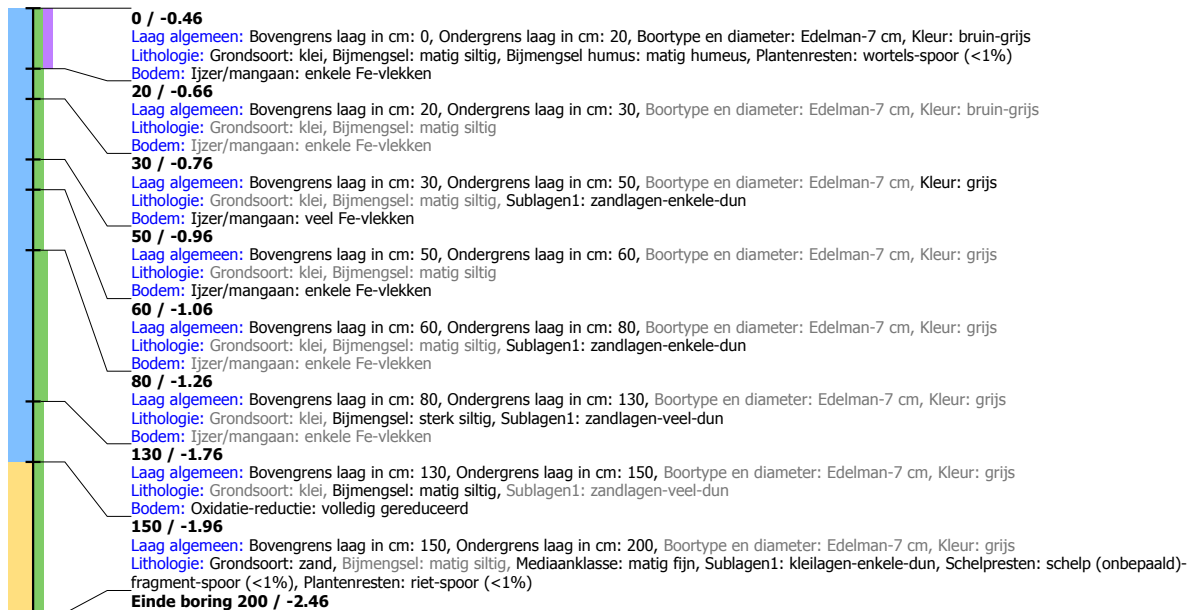 0 / -0.46
Laag algemeen: Bovengrens laag in cm: 0, Ondergrens laag in cm: 20, Boortype en diameter: Edelman-7 cm, Kleur: bruin-grijs
Lithologie: Grondsoort: klei, Bijmengsel: matig siltig, Bijmengsel humus: matig humeus, Plantenresten: wortels-spoor (<1%)
Bodem: Ijzer/mangaan: enkele Fe-vlekken
20 / -0.66
Laag algemeen: Bovengrens laag in cm: 20, Ondergrens laag in cm: 30, Boortype en diameter: Edelman-7 cm, Kleur: bruin-grijs
Lithologie: Grondsoort: klei, Bijmengsel: matig siltig
Bodem: Ijzer/mangaan: enkele Fe-vlekken
30 / -0.76
Laag algemeen: Bovengrens laag in cm: 30, Ondergrens laag in cm: 50, Boortype en diameter: Edelman-7 cm, Kleur: grijs
Lithologie: Grondsoort: klei, Bijmengsel: matig siltig, Sublagen1: zandlagen-enkele-dun
Bodem: Ijzer/mangaan: veel Fe-vlekken
50 / -0.96
Laag algemeen: Bovengrens laag in cm: 50, Ondergrens laag in cm: 60, Boortype en diameter: Edelman-7 cm, Kleur: grijs
Lithologie: Grondsoort: klei, Bijmengsel: matig siltig
Bodem: Ijzer/mangaan: enkele Fe-vlekken
60 / -1.06
Laag algemeen: Bovengrens laag in cm: 60, Ondergrens laag in cm: 80, Boortype en diameter: Edelman-7 cm, Kleur: grijs
Lithologie: Grondsoort: klei, Bijmengsel: matig siltig, Sublagen1: zandlagen-enkele-dun
Bodem: Ijzer/mangaan: enkele Fe-vlekken
80 / -1.26
Laag algemeen: Bovengrens laag in cm: 80, Ondergrens laag in cm: 130, Boortype en diameter: Edelman-7 cm, Kleur: grijs
Lithologie: Grondsoort: klei, Bijmengsel: sterk siltig, Sublagen1: zandlagen-veel-dun
Bodem: Ijzer/mangaan: enkele Fe-vlekken
130 / -1.76
Laag algemeen: Bovengrens laag in cm: 130, Ondergrens laag in cm: 150, Boortype en diameter: Edelman-7 cm, Kleur: grijs
Lithologie: Grondsoort: klei, Bijmengsel: matig siltig, Sublagen1: zandlagen-veel-dun
Bodem: Oxidatie-reductie: volledig gereduceerd
150 / -1.96
Laag algemeen: Bovengrens laag in cm: 150, Ondergrens laag in cm: 200, Boortype en diameter: Edelman-7 cm, Kleur: grijs
Lithologie: Grondsoort: zand, Bijmengsel: matig siltig, Mediaanklasse: matig fijn, Sublagen1: kleilagen-enkele-dun, Schelpresten: schelp (onbepaald)-
fragment-spoor (<1%), Plantenresten: riet-spoor (<1%)
Einde boring 200 / -2.46